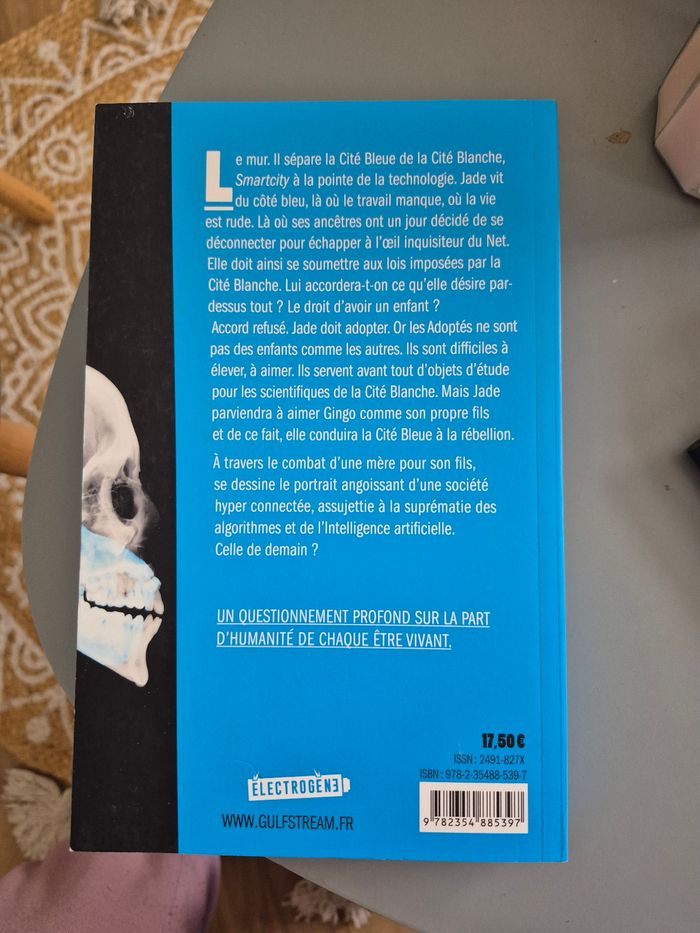 Le mur. Il sépare la Cité Bleue de la Cité Blanche,
Smartcity à la pointe de la technologie. Jade vit
du côté bleu, là où le travail manque, où la vie
est rude. Là où ses ancêtres ont un jour décidé de se
déconnecter pour échapper à l'œil inquisiteur du Net.
Elle doit ainsi se soumettre aux lois imposées par la
Cité Blanche. Lui accordera-t-on ce qu'elle désire par-
dessus tout ? Le droit d'avoir un enfant ?
Accord refusé. Jade doit adopter. Or les Adoptés ne sont
pas des enfants comme les autres. Ils sont difficiles à
élever, à aimer. Ils servent avant tout d'objets d'étude
pour les scientifiques de la Cité Blanche. Mais Jade
parviendra à aimer Gingo comme son propre fils
et de ce fait, elle conduira la Cité Bleue à la rébellion.
À travers le combat d'une mère pour son fils,
se dessine le portrait angoissant d'une société
hyper connectée, assujettie à la suprématie des
algorithmes et de l'Intelligence artificielle.
Celle de demain ?
UN QUESTIONNEMENT PROFOND SUR LA PART
D'HUMANITÉ DE CHAQUE ÊTRE VIVANT.
17,50 €
ISSN : 2491-827X
ISBN : 978-2-35488-539-7
ÉLECTROGÈNE
WWW.GULFSTREAM.FR
9 782354 885397